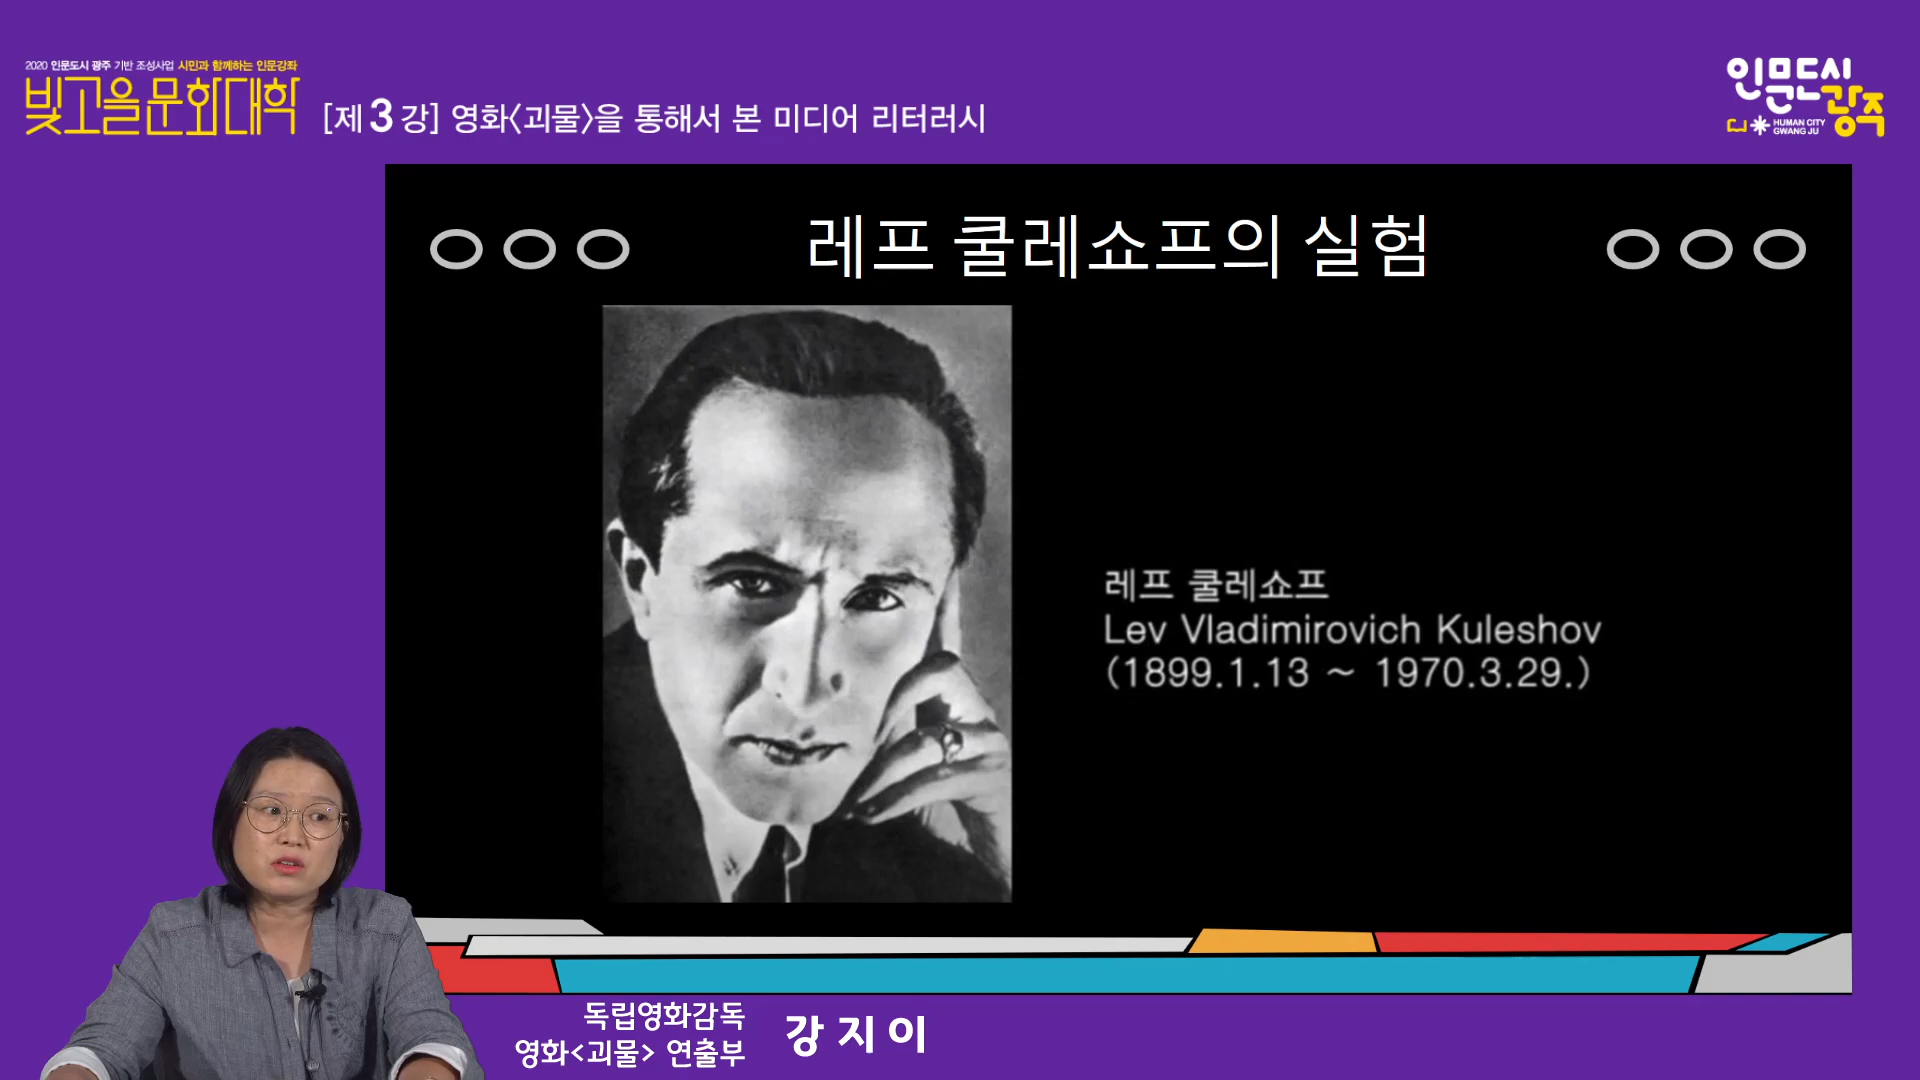 2020 인문도시 광주 기반 조성사업 시민과 함께하는 인문강좌
빛고을문화대학
[제3강] 영화<괴물>을 통해서 본 미디어 리터러시
인문도시
광주
HUMAN CITY
GWANG JU
레프 쿨레쇼프의 실험
레프 쿨레쇼프
Lev Vladimirovich Kuleshov
(1899.1.13 ~ 1970.3.29.)
독립영화감독
영화<괴물> 연출부
강지이